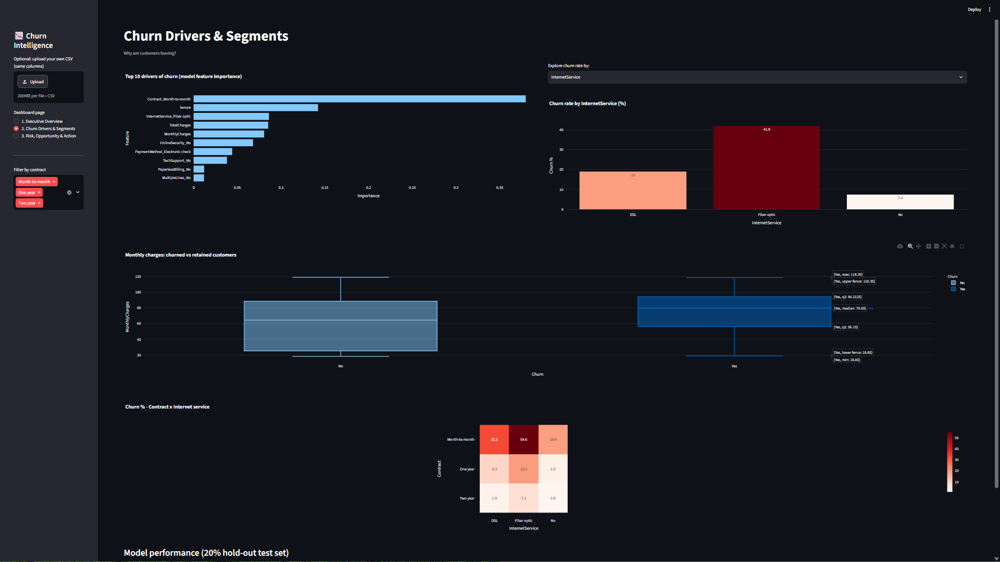 Deploy
Churn
Intelligence
Optional: upload your own CSV
(same columns)
Upload
200MB per file • CSV
Dashboard page
1. Executive Overview
2. Churn Drivers & Segments
3. Risk, Opportunity & Action
Filter by contract
Month-to-month ×
One year ×
Two year ×
Churn Drivers & Segments
Why are customers leaving?
Top 10 drivers of churn (model feature importance)
Feature
Contract_Month-to-month
tenure
InternetService_Fiber optic
TotalCharges
MonthlyCharges
OnlineSecurity_No
PaymentMethod_Electronic check
TechSupport_No
PaperlessBilling_No
MultipleLines_No
0 0.05 0.1 0.15 0.2 0.25 0.3 0.35
Importance
Explore churn rate by:
InternetService
Churn rate by InternetService (%)
Churn %
40
30
20
10
0
19
41.9
7.4
DSL Fiber optic No
InternetService
Monthly charges: churned vs retained customers
MonthlyCharges
120
100
80
60
40
20
(Yes, max: 118.35)
(Yes, upper fence: 118.35)
(Yes, q3: 94.2125)
(Yes, median: 79.65) Yes
(Yes, q1: 56.15)
(Yes, lower fence: 18.85)
(Yes, min: 18.85)
No Yes
Churn
Churn
No
Yes
Churn % - Contract x Internet service
Contract
Month-to-month 32.2 54.6 18.9
One year 9.3 19.3 2.5
Two year 1.9 7.2 0.8
DSL Fiber optic No
InternetService
50
40
30
20
10
Model performance (20% hold-out test set)